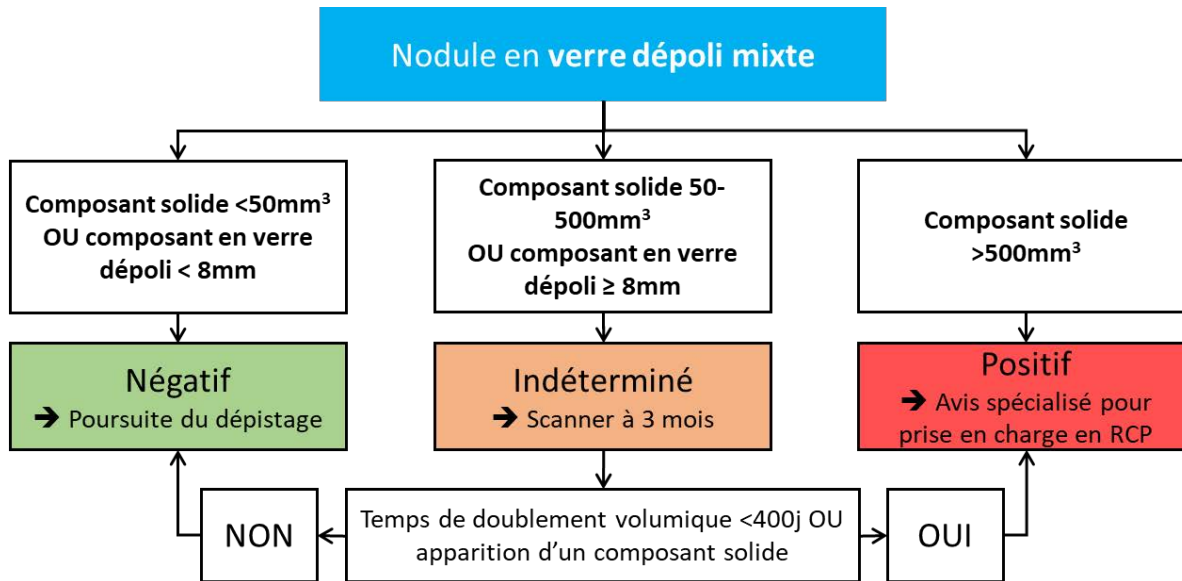 Nodule en verre dépoli mixte
Composant solide <50mm³
OU composant en verre
dépoli < 8mm
Composant solide 50-
500mm³
OU composant en verre
dépoli ≥ 8mm
Composant solide
>500mm³
Négatif
➔ Poursuite du dépistage
Indéterminé
➔ Scanner à 3 mois
Positif
➔ Avis spécialisé pour
prise en charge en RCP
NON
Temps de doublement volumique <400j OU
apparition d’un composant solide
OUI